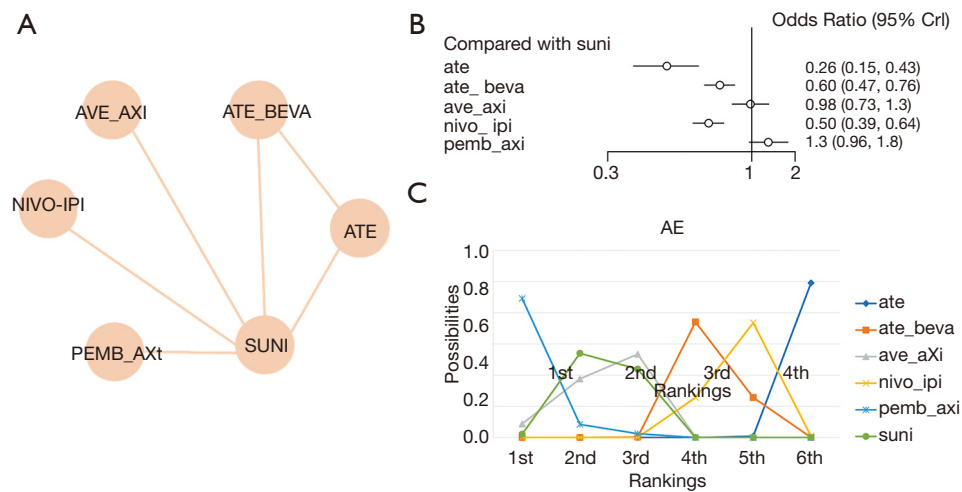 A
AVE_AXI
ATE_BEVA
NIVO-IPI
ATE
PEMB_AXt
SUNI
B
Odds Ratio (95% Crl)
Compared with suni
ate 0.26 (0.15, 0.43)
ate_ beva 0.60 (0.47, 0.76)
ave_axi 0.98 (0.73, 1.3)
nivo_ ipi 0.50 (0.39, 0.64)
pemb_axi 1.3 (0.96, 1.8)
0.3 1 2
C
AE
Possibilities
1.0
0.8
0.6
0.4
0.2
0.0
1st 2nd 3rd 4th
Rankings
1st 2nd 3rd 4th 5th 6th
Rankings
ate
ate_beva
ave_aXi
nivo_ipi
pemb_axi
suni